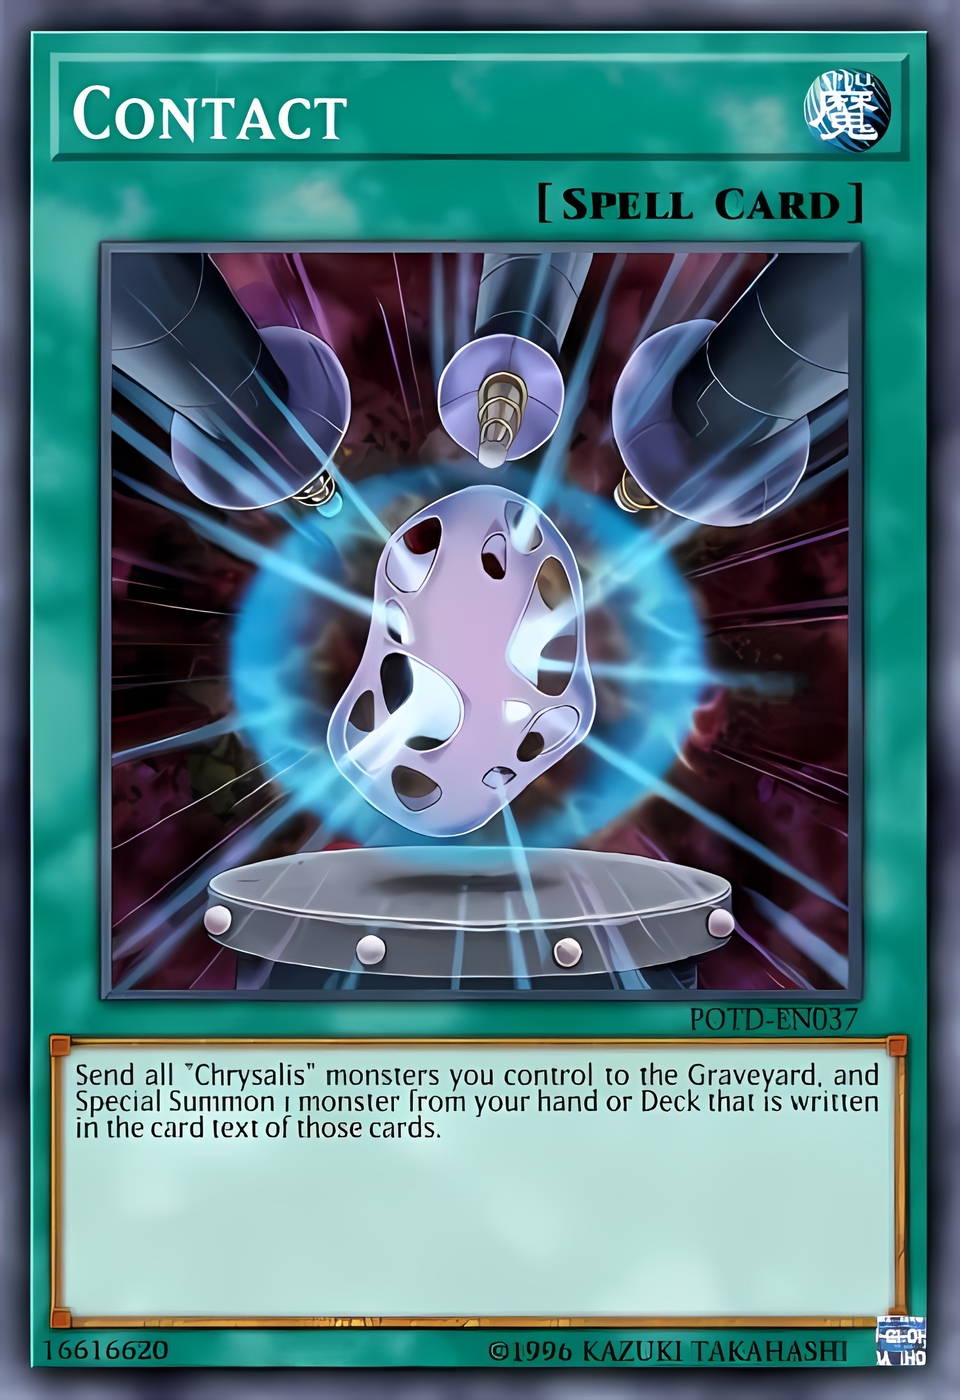 CONTACT
魔
[SPELL CARD]
POTD-EN037
Send all "Chrysalis" monsters you control to the Graveyard, and
Special Summon 1 monster from your hand or Deck that is written
in the card text of those cards.
16616620
©1996 KAZUKI TAKAHASHI